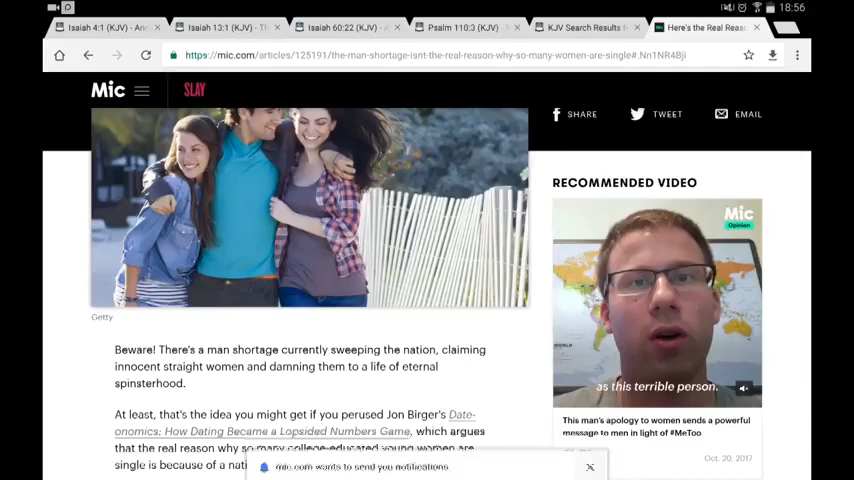 18:56
Isaiah 4:1 (KJV) - An
Isaiah 13:1 (KJV) - Th
Isaiah 60:22 (KJV) - A
Psalm 110:3 (KJV) - C
KJV Search Results f
Here's the Real Reaso
https://mic.com/articles/125191/the-man-shortage-isnt-the-real-reason-why-so-many-women-are-single#.Nn1NR4Bji
Mic SLAY
SHARE TWEET EMAIL
Getty
Beware! There's a man shortage currently sweeping the nation, claiming
innocent straight women and damning them to a life of eternal
spinsterhood.
At least, that's the idea you might get if you perused Jon Birger's Date-
onomics: How Dating Became a Lopsided Numbers Game, which argues
that the real reason why so many college-educated young women are
single is because of a nati
mic.com wants to send you notifications.
RECOMMENDED VIDEO
Mic
Opinion
as this terrible person.
This man's apology to women sends a powerful
message to men in light of #MeToo
Oct. 20, 2017